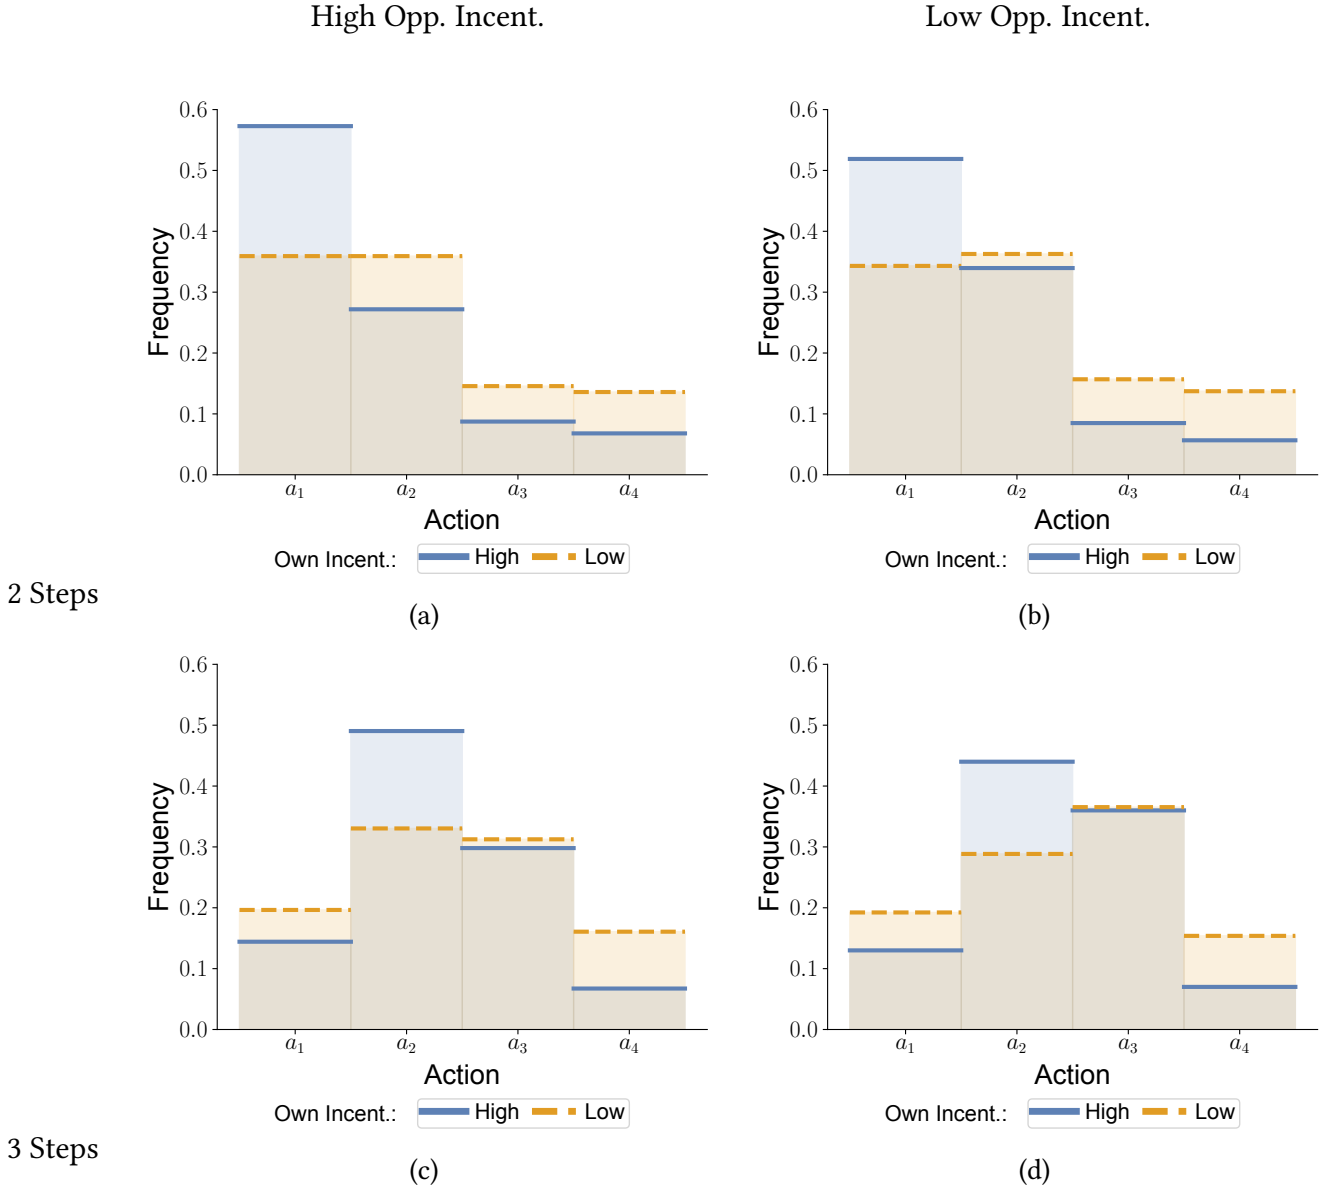 High Opp. Incent. Low Opp. Incent.
0.6
0.5
0.4
0.3
0.2
0.1
0.0
Frequency
a₁ a₂ a₃ a₄
Action
Own Incent.: High Low
(a)
0.6
0.5
0.4
0.3
0.2
0.1
0.0
Frequency
a₁ a₂ a₃ a₄
Action
Own Incent.: High Low
(b)
2 Steps
0.6
0.5
0.4
0.3
0.2
0.1
0.0
Frequency
a₁ a₂ a₃ a₄
Action
Own Incent.: High Low
(c)
0.6
0.5
0.4
0.3
0.2
0.1
0.0
Frequency
a₁ a₂ a₃ a₄
Action
Own Incent.: High Low
(d)
3 Steps